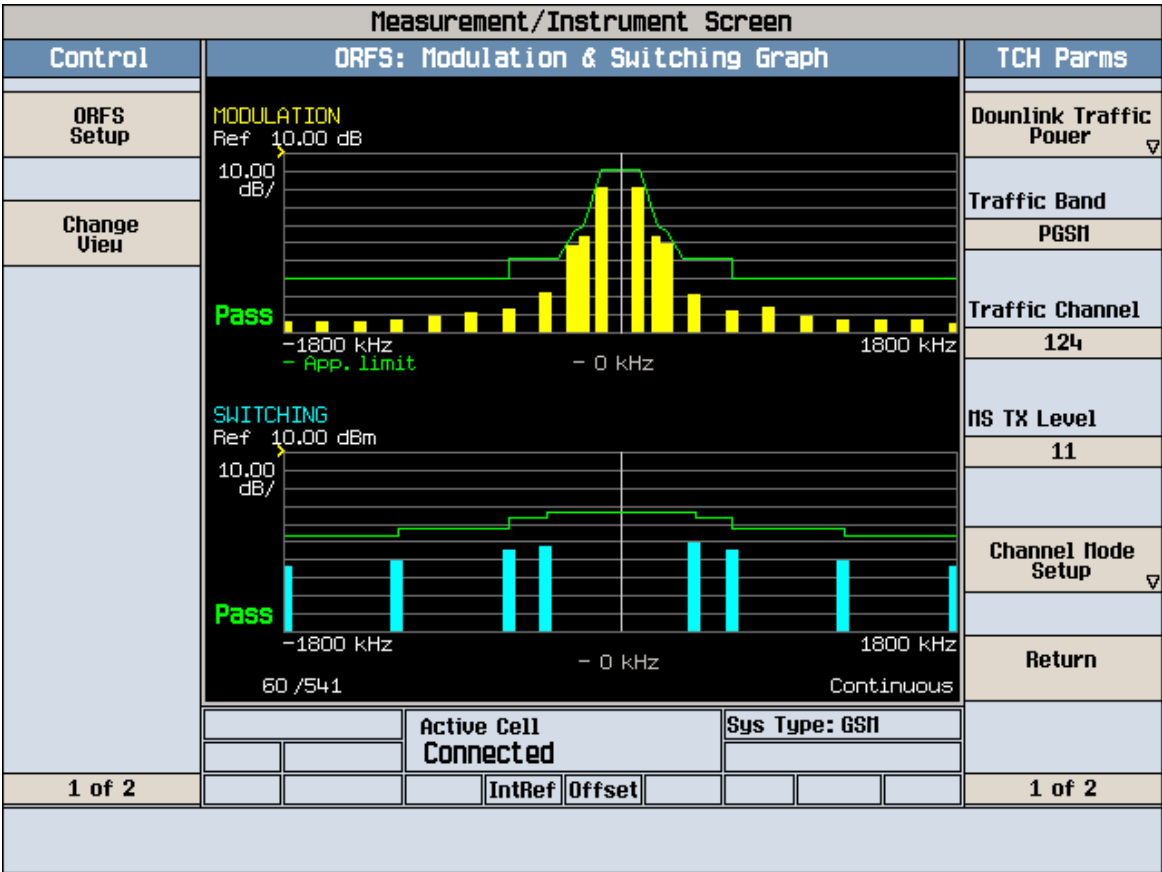 Measurement/Instrument Screen
Control
ORFS: Modulation & Switching Graph
TCH Parms
ORFS
Setup
Change
View
1 of 2
MODULATION
Ref 10.00 dB
10.00
dB/
Pass
-1800 kHz
1800 kHz
- App. limit
- 0 kHz
SWITCHING
Ref 10.00 dBm
10.00
dB/
Pass
-1800 kHz
1800 kHz
- 0 kHz
60 /541
Continuous
Active Cell
Connected
Sys Type: GSM
IntRef
Offset
Downlink Traffic
Power
Traffic Band
PGSM
Traffic Channel
124
MS TX Level
11
Channel Mode
Setup
Return
1 of 2